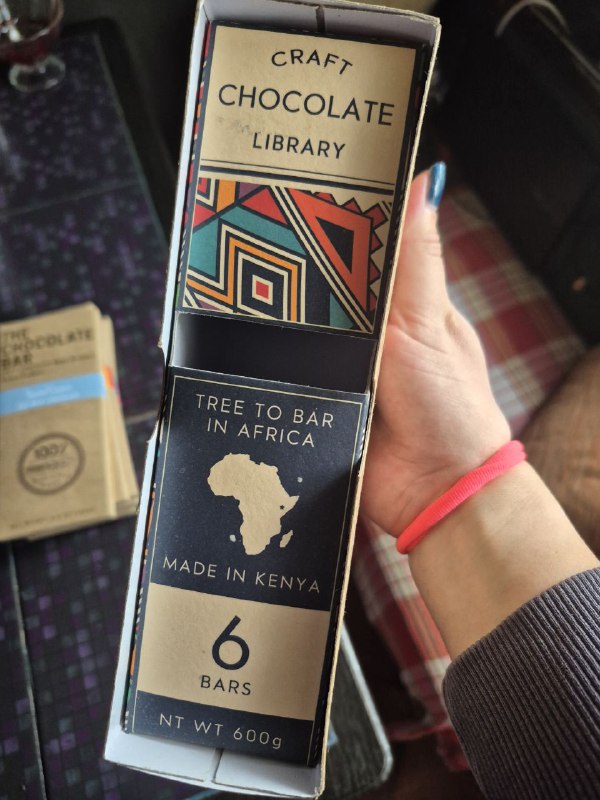 CRAFT
CHOCOLATE
LIBRARY
TREE TO BAR
IN AFRICA
MADE IN KENYA
6
BARS
NT WT 600g
THE
CHOCOLATE
BAR
100%